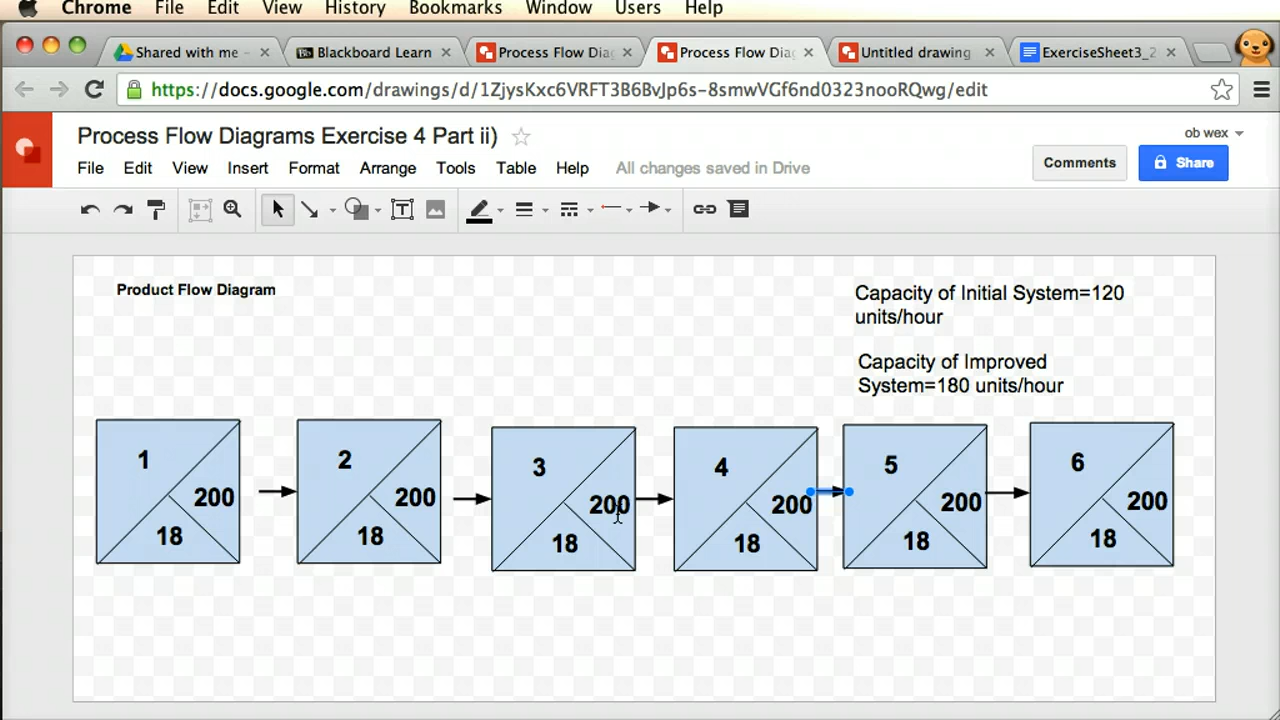 Chrome File Edit View History Bookmarks Window Users Help
Shared with me – Blackboard Learn Process Flow Dia Process Flow Dia Untitled drawing ExerciseSheet3_2
https://docs.google.com/drawings/d/1ZjysKxc6VRFT3B6BvJp6s-8smwVGf6nd0323nooRQwg/edit
Process Flow Diagrams Exercise 4 Part ii)
ob wex
File Edit View Insert Format Arrange Tools Table Help All changes saved in Drive
Comments
Share
Product Flow Diagram
Capacity of Initial System=120
units/hour
Capacity of Improved
System=180 units/hour
1 200 18
2 200 18
3 200 18
4 200 18
5 200 18
6 200 18